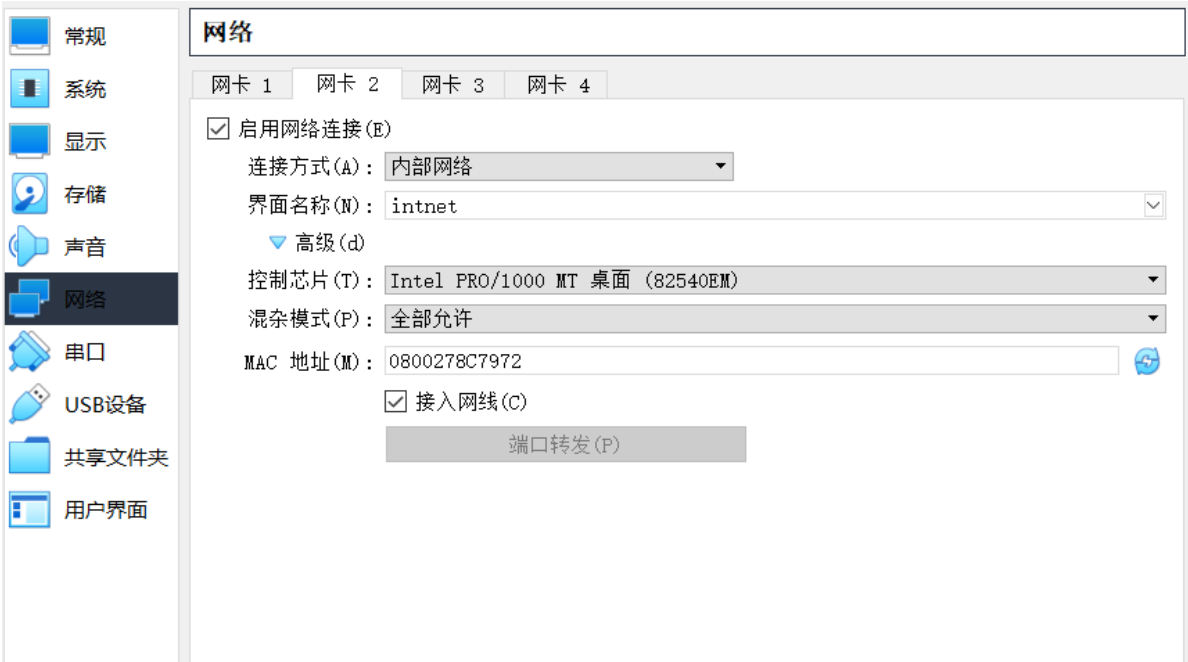 常规
系统
显示
存储
声音
网络
串口
USB设备
共享文件夹
用户界面
网络
网卡 1 网卡 2 网卡 3 网卡 4
启用网络连接(E)
连接方式(A): 内部网络
界面名称(N): intnet
高级(d)
控制芯片(T): Intel PRO/1000 MT 桌面 (82540EM)
混杂模式(P): 全部允许
MAC 地址(M): 0800278C7972
接入网线(C)
端口转发(P)